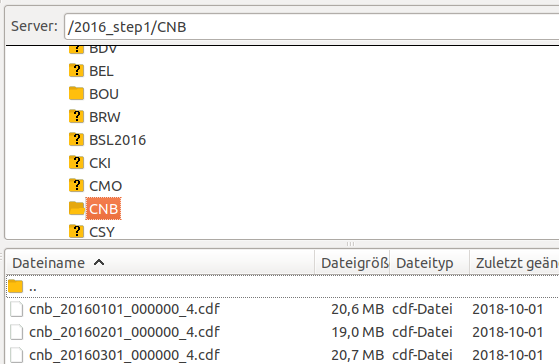 Server: /2016_step1/CNB
BDV
BEL
BOU
BRW
BSL2016
CKI
CMO
CNB
CSY
Dateiname Dateigröß Dateityp Zuletzt geän
..
cnb_20160101_000000_4.cdf 20,6 MB cdf-Datei 2018-10-01
cnb_20160201_000000_4.cdf 19,0 MB cdf-Datei 2018-10-01
cnb_20160301_000000_4.cdf 20,7 MB cdf-Datei 2018-10-01